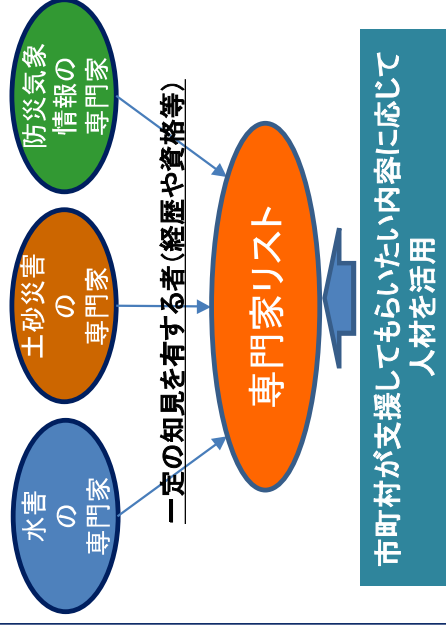 水害
の
専門家
土砂災害
の
専門家
防災気象
情報の
専門家
一定の知見を有する者（経歴や資格等）
専門家リスト
市町村が支援してもらいたい内容に応じて
人材を活用